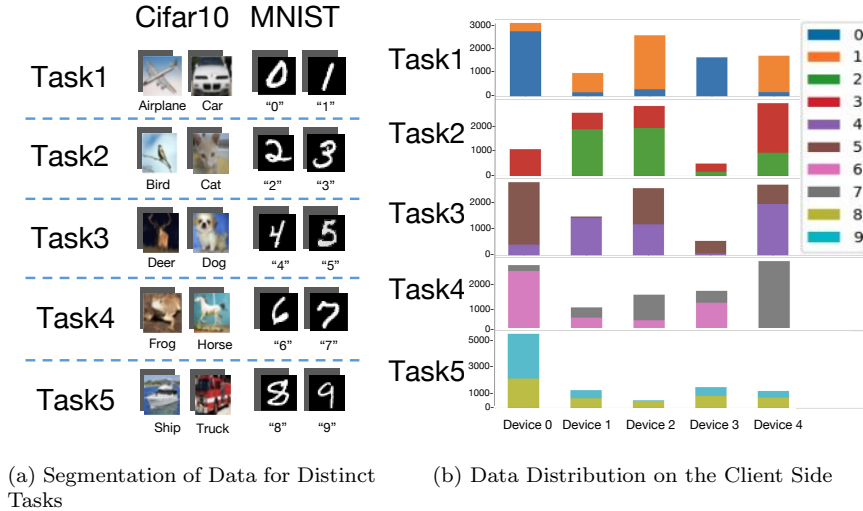 Cifar10 MNIST
Task1
Airplane Car “0” “1”
Task2
Bird Cat “2” “3”
Task3
Deer Dog “4” “5”
Task4
Frog Horse “6” “7”
Task5
Ship Truck “8” “9”
(a) Segmentation of Data for Distinct
Tasks
Task1
3000
2000
1000
0
Task2
2000
1000
0
Task3
2000
1000
0
Task4
2000
1000
0
Task5
5000
3000
1000
0
Device 0 Device 1 Device 2 Device 3 Device 4
0
1
2
3
4
5
6
7
8
9
(b) Data Distribution on the Client Side